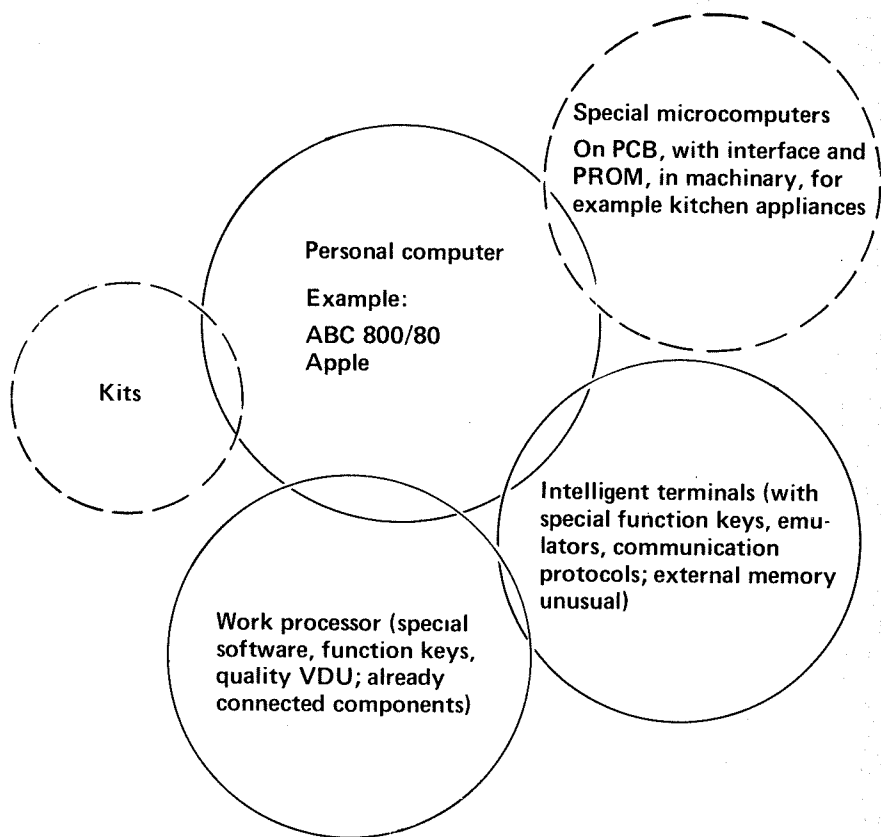 Special microcomputers
On PCB, with interface and
PROM, in machinary, for
example kitchen appliances
Personal computer
Example:
ABC 800/80
Apple
Kits
Intelligent terminals (with
special function keys, emu-
lators, communication
protocols; external memory
unusual)
Work processor (special
software, function keys,
quality VDU; already
connected components)